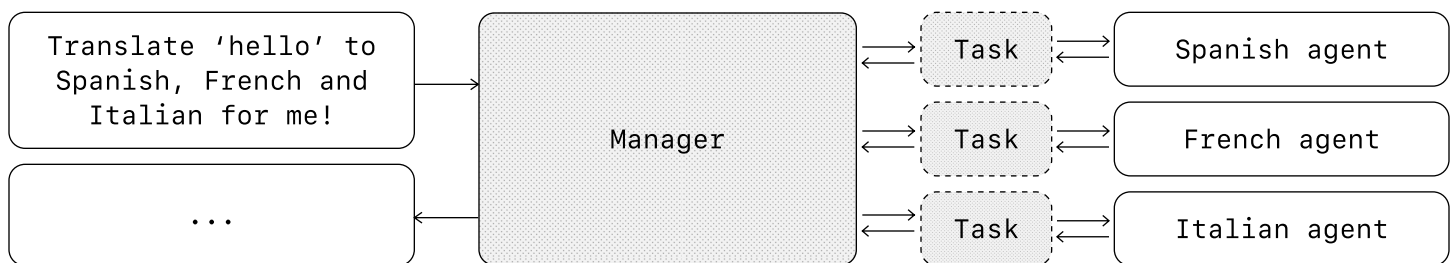 Translate ‘hello’ to
Spanish, French and
Italian for me!
...
Manager
Task
Spanish agent
Task
French agent
Task
Italian agent